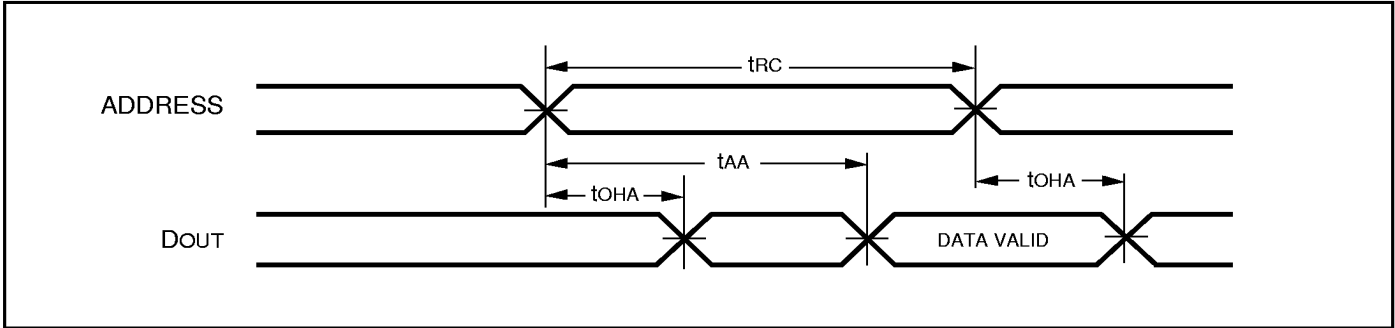 tRC
ADDRESS
tAA
tOHA
tOHA
DOUT
DATA VALID